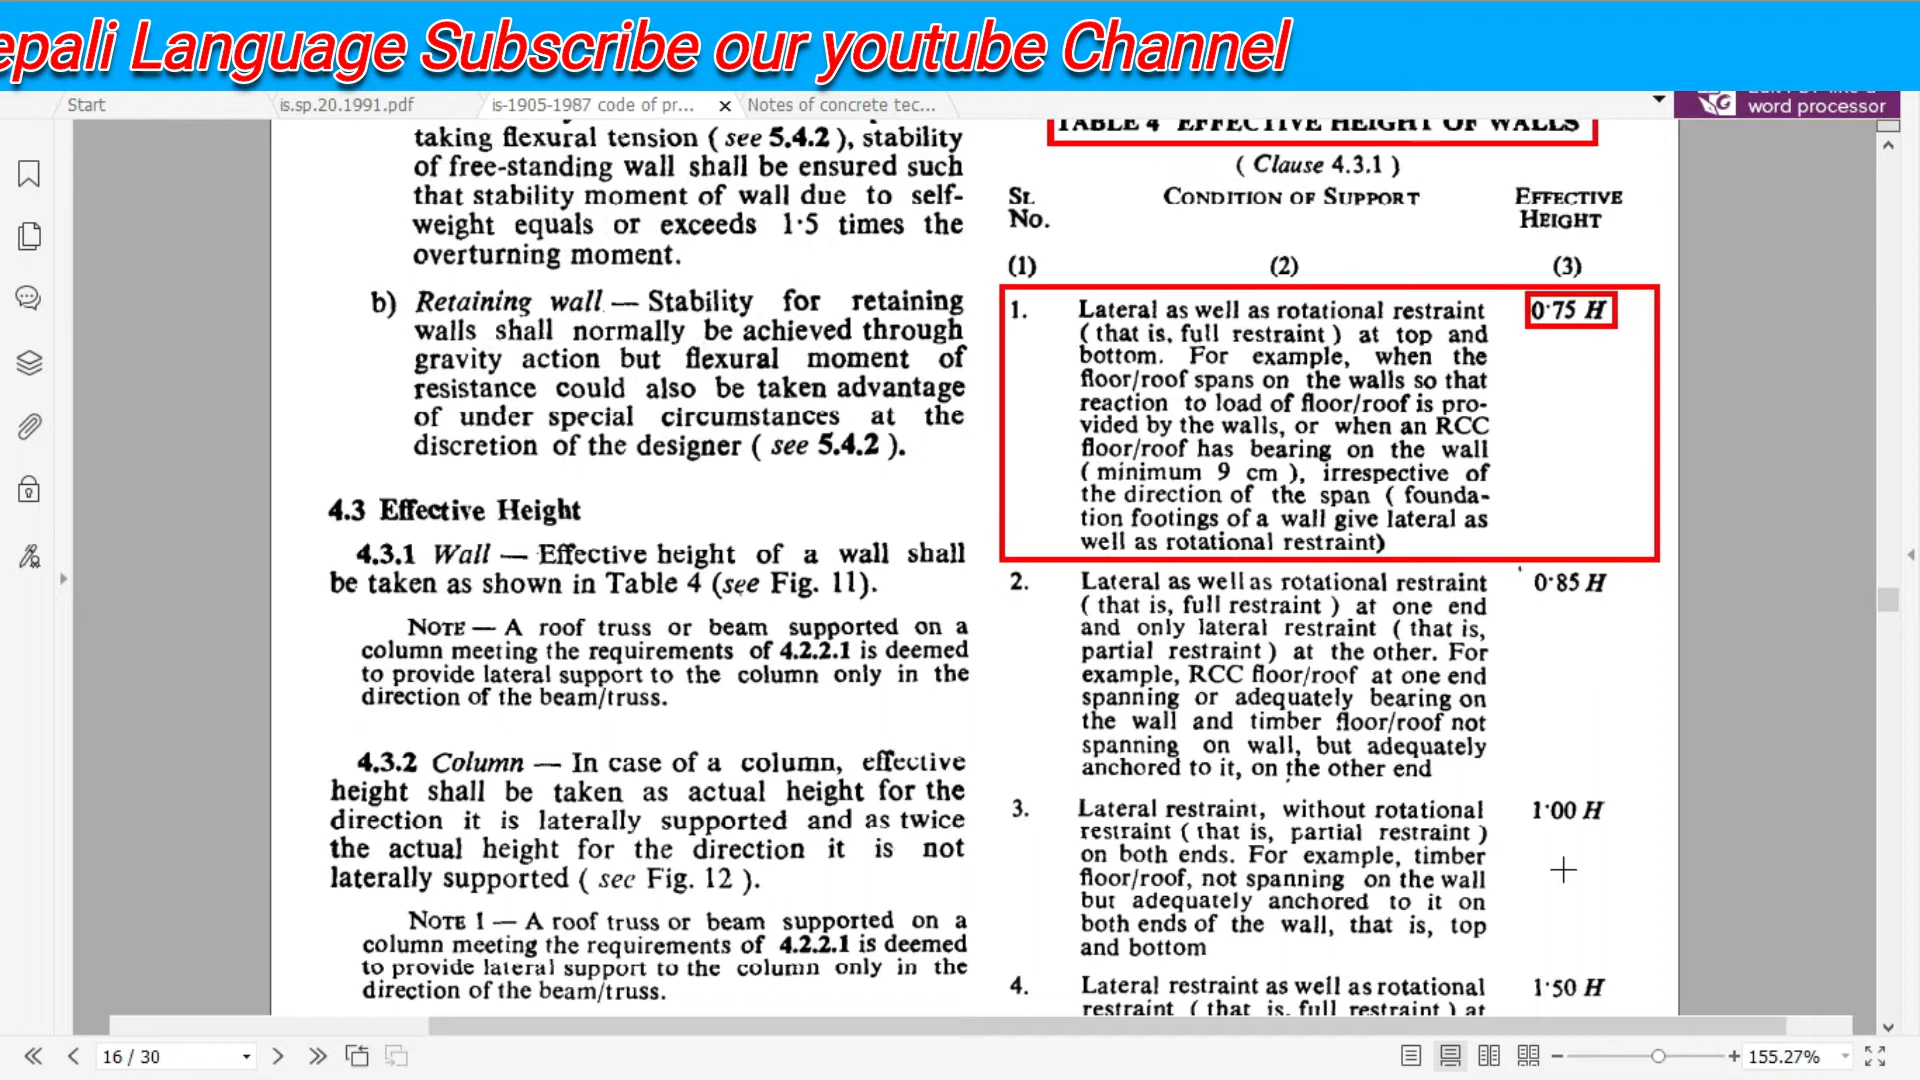 epali Language Subscribe our youtube Channel
Start
is.sp.20.1991.pdf
is-1905-1987 code of pr...
Notes of concrete tec...
word processor
taking flexural tension ( see 5.4.2 ), stability
of free-standing wall shall be ensured such
that stability moment of wall due to self-
weight equals or exceeds 1·5 times the
overturning moment.
b) Retaining wall — Stability for retaining
walls shall normally be achieved through
gravity action but flexural moment of
resistance could also be taken advantage
of under special circumstances at the
discretion of the designer ( see 5.4.2 ).
4.3 Effective Height
4.3.1 Wall — Effective height of a wall shall
be taken as shown in Table 4 (see Fig. 11).
NOTE — A roof truss or beam supported on a
column meeting the requirements of 4.2.2.1 is deemed
to provide lateral support to the column only in the
direction of the beam/truss.
4.3.2 Column — In case of a column, effective
height shall be taken as actual height for the
direction it is laterally supported and as twice
the actual height for the direction it is not
laterally supported ( see Fig. 12 ).
NOTE 1 — A roof truss or beam supported on a
column meeting the requirements of 4.2.2.1 is deemed
to provide lateral support to the column only in the
direction of the beam/truss.
TABLE 4 EFFECTIVE HEIGHT OF WALLS
( Clause 4.3.1 )
SL No. CONDITION OF SUPPORT EFFECTIVE HEIGHT
(1) (2) (3)
1. Lateral as well as rotational restraint 0·75 H
( that is, full restraint ) at top and
bottom. For example, when the
floor/roof spans on the walls so that
reaction to load of floor/roof is pro-
vided by the walls, or when an RCC
floor/roof has bearing on the wall
( minimum 9 cm ), irrespective of
the direction of the span ( founda-
tion footings of a wall give lateral as
well as rotational restraint)
2. Lateral as well as rotational restraint 0·85 H
( that is, full restraint ) at one end
and only lateral restraint ( that is,
partial restraint ) at the other. For
example, RCC floor/roof at one end
spanning or adequately bearing on
the wall and timber floor/roof not
spanning on wall, but adequately
anchored to it, on the other end
3. Lateral restraint, without rotational 1·00 H
restraint ( that is, partial restraint )
on both ends. For example, timber
floor/roof, not spanning on the wall
but adequately anchored to it on
both ends of the wall, that is, top
and bottom
4. Lateral restraint as well as rotational 1·50 H
restraint ( that is, full restraint ) at
16 / 30
155.27%